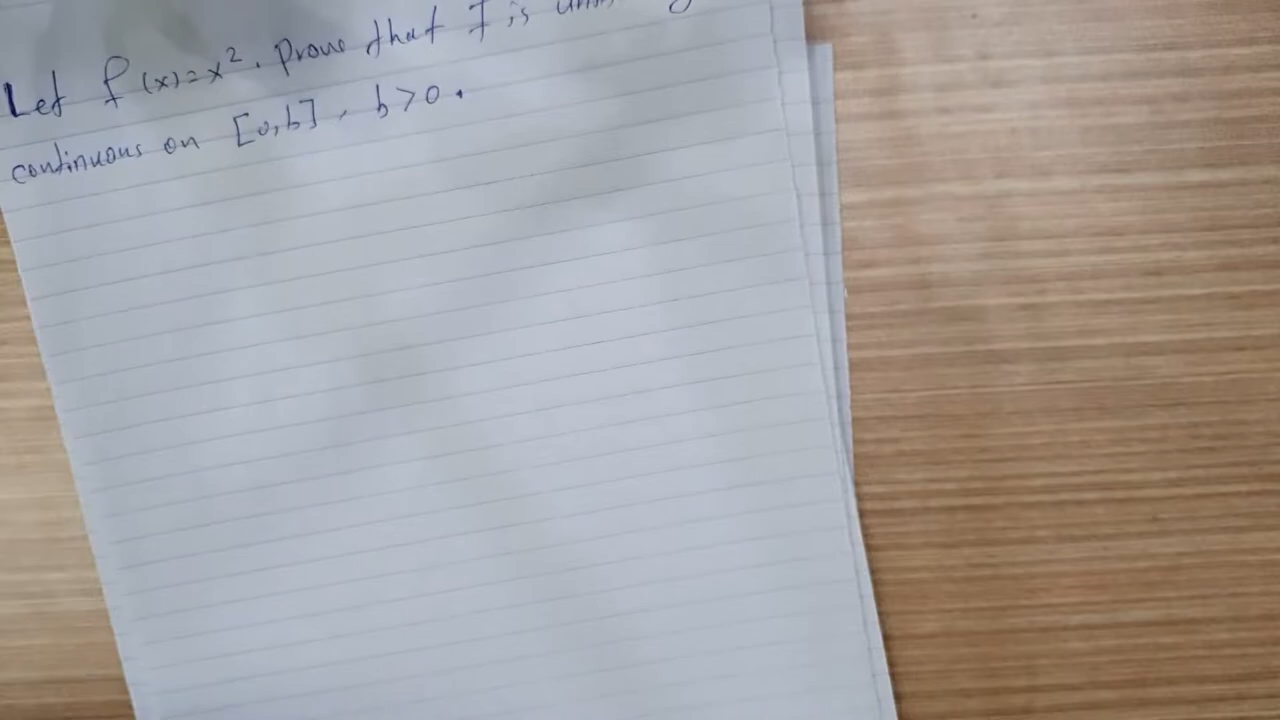 Let f(x)=x². Prove that f is
continuous on [0,b], b>0.